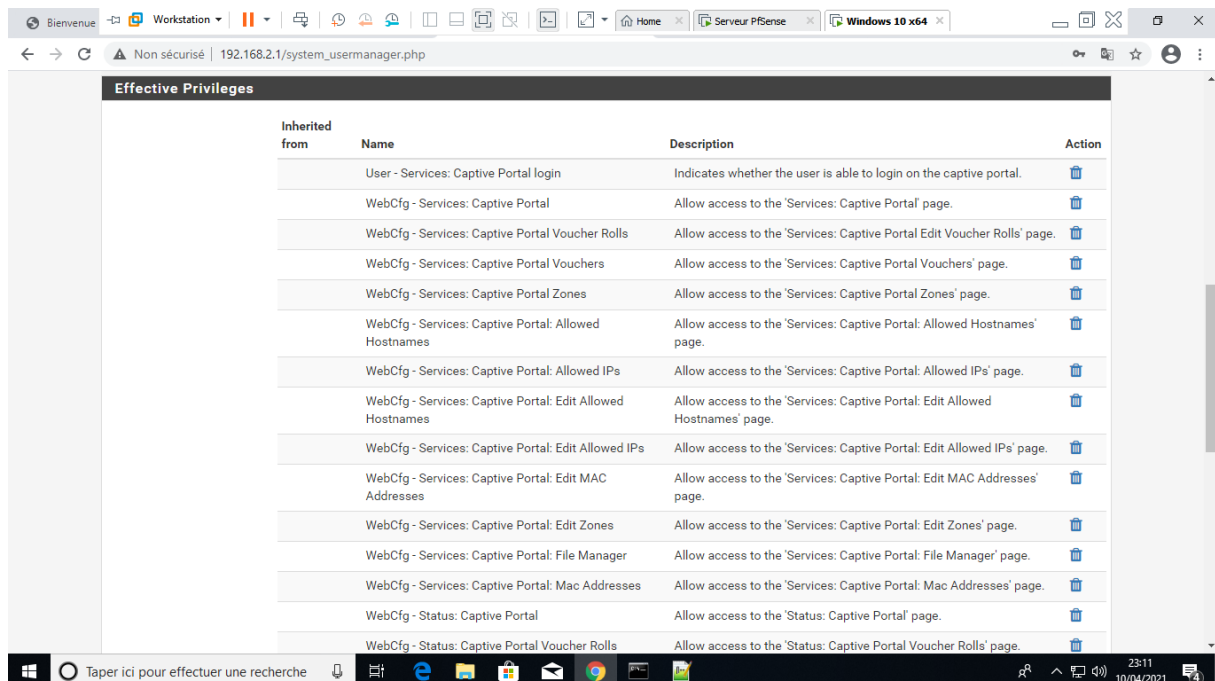 Bienvenue
Workstation
Home
Serveur PfSense
Windows 10 x64
Non sécurisé 192.168.2.1/system_usermanager.php
Effective Privileges
Inherited
from Name Description Action
User - Services: Captive Portal login Indicates whether the user is able to login on the captive portal.
WebCfg - Services: Captive Portal Allow access to the 'Services: Captive Portal' page.
WebCfg - Services: Captive Portal Voucher Rolls Allow access to the 'Services: Captive Portal Edit Voucher Rolls' page.
WebCfg - Services: Captive Portal Vouchers Allow access to the 'Services: Captive Portal Vouchers' page.
WebCfg - Services: Captive Portal Zones Allow access to the 'Services: Captive Portal Zones' page.
WebCfg - Services: Captive Portal: Allowed Allow access to the 'Services: Captive Portal: Allowed Hostnames'
Hostnames page.
WebCfg - Services: Captive Portal: Allowed IPs Allow access to the 'Services: Captive Portal: Allowed IPs' page.
WebCfg - Services: Captive Portal: Edit Allowed Allow access to the 'Services: Captive Portal: Edit Allowed
Hostnames Hostnames' page.
WebCfg - Services: Captive Portal: Edit Allowed IPs Allow access to the 'Services: Captive Portal: Edit Allowed IPs' page.
WebCfg - Services: Captive Portal: Edit MAC Allow access to the 'Services: Captive Portal: Edit MAC Addresses'
Addresses page.
WebCfg - Services: Captive Portal: Edit Zones Allow access to the 'Services: Captive Portal: Edit Zones' page.
WebCfg - Services: Captive Portal: File Manager Allow access to the 'Services: Captive Portal: File Manager' page.
WebCfg - Services: Captive Portal: Mac Addresses Allow access to the 'Services: Captive Portal: Mac Addresses' page.
WebCfg - Status: Captive Portal Allow access to the 'Status: Captive Portal' page.
WebCfg - Status: Captive Portal Voucher Rolls Allow access to the 'Status: Captive Portal Voucher Rolls' page.
Taper ici pour effectuer une recherche
23:11
10/04/2021
4